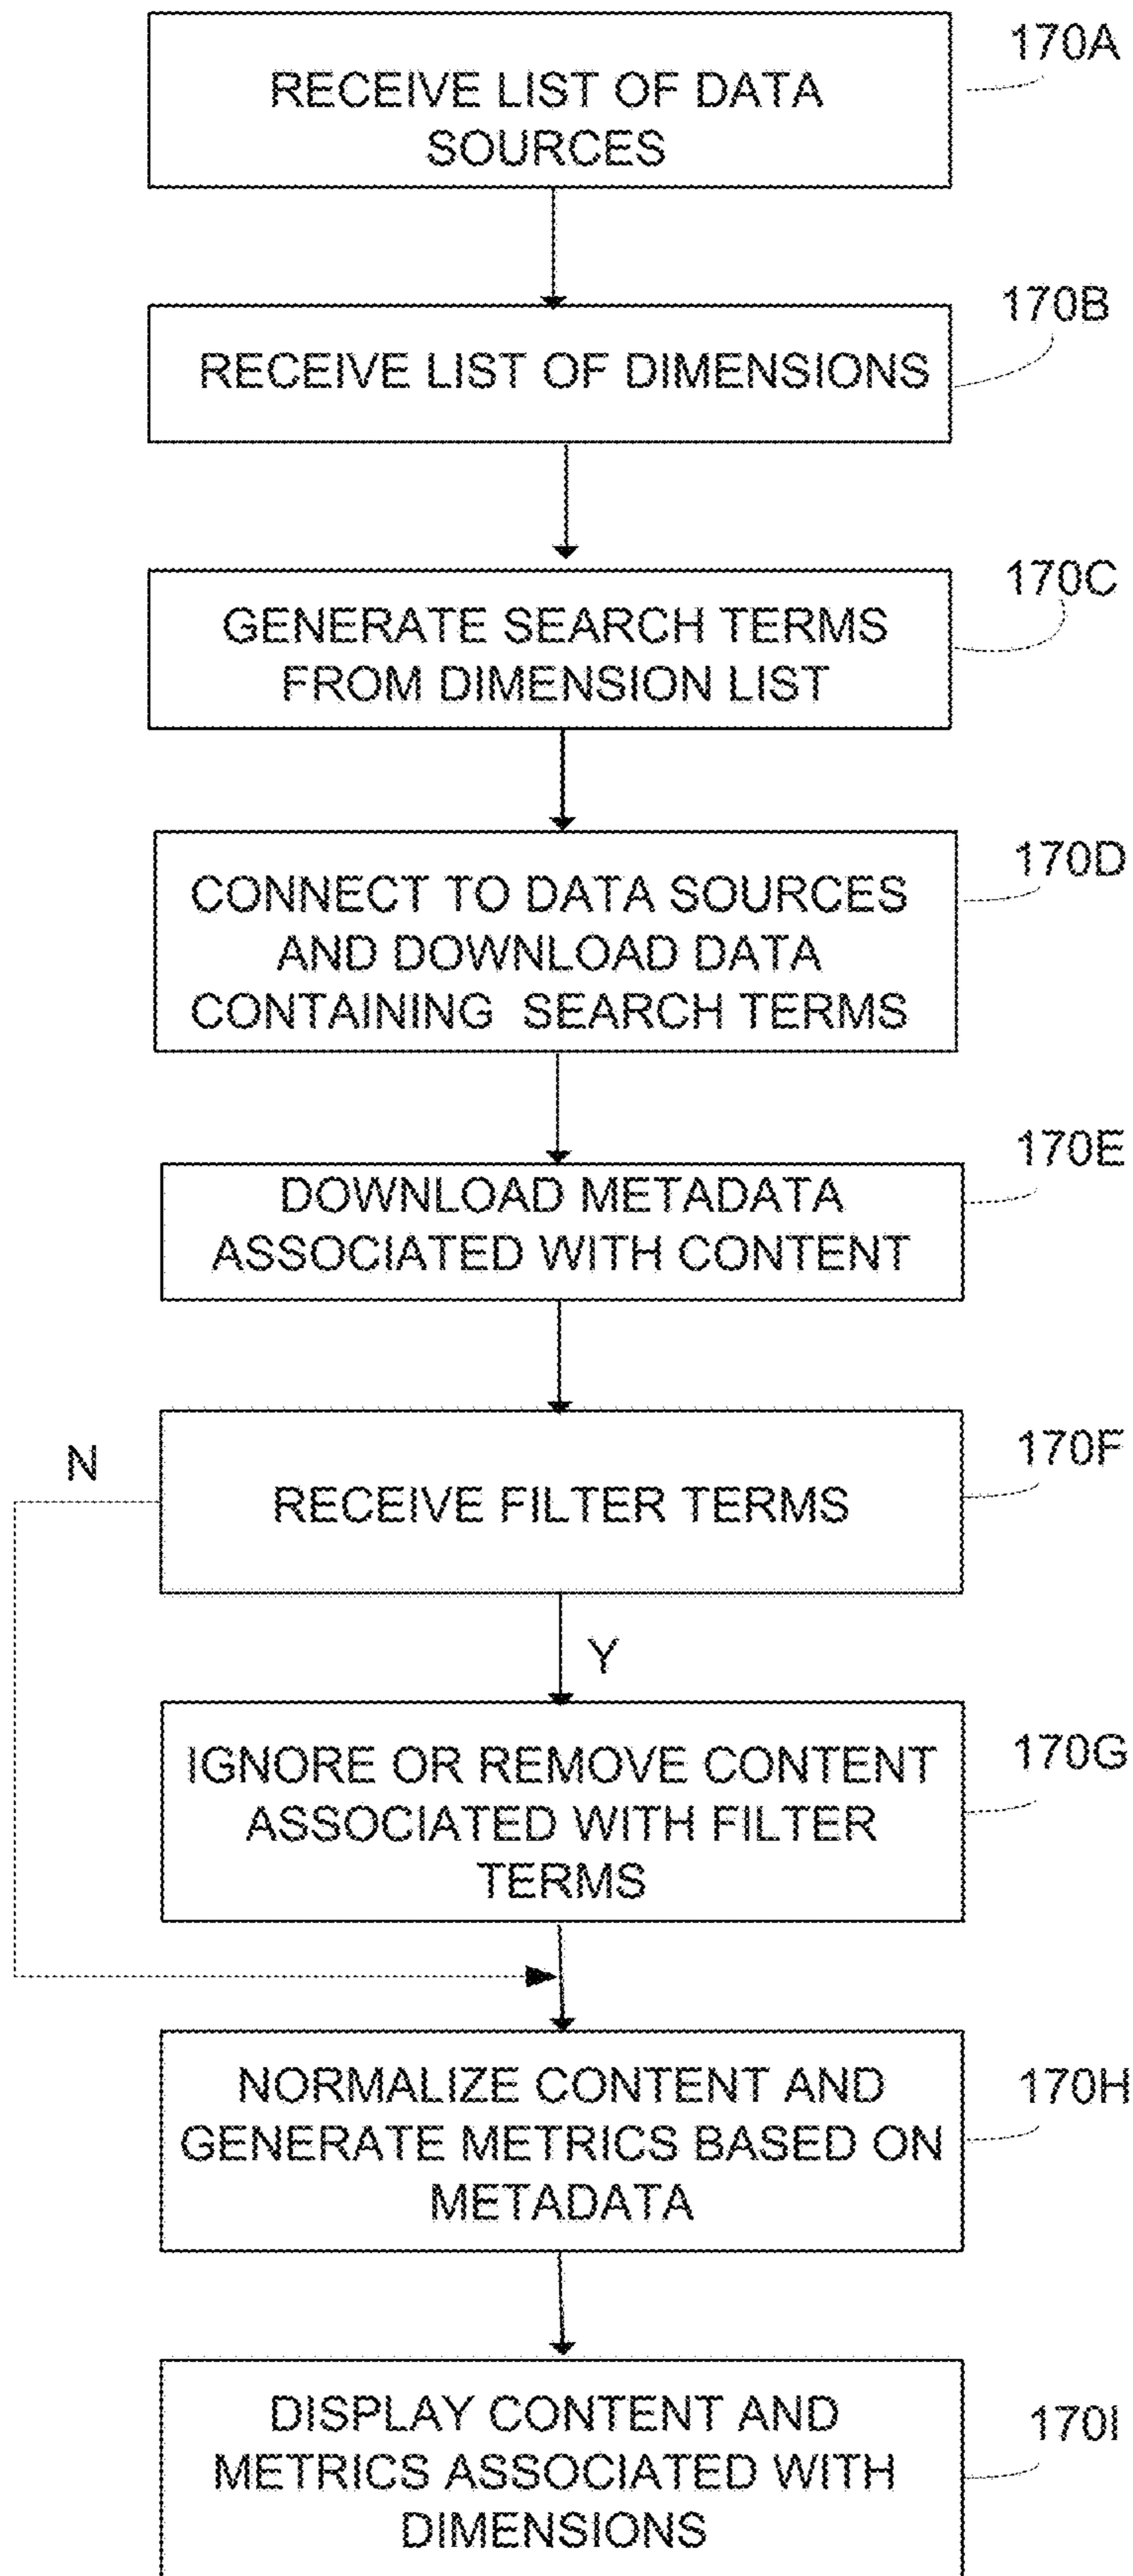 170A
RECEIVE LIST OF DATA
SOURCES
170B
RECEIVE LIST OF DIMENSIONS
170C
GENERATE SEARCH TERMS
FROM DIMENSION LIST
170D
CONNECT TO DATA SOURCES
AND DOWNLOAD DATA
CONTAINING SEARCH TERMS
170E
DOWNLOAD METADATA
ASSOCIATED WITH CONTENT
170F
N
RECEIVE FILTER TERMS
Y
170G
IGNORE OR REMOVE CONTENT
ASSOCIATED WITH FILTER
TERMS
170H
NORMALIZE CONTENT AND
GENERATE METRICS BASED ON
METADATA
170I
DISPLAY CONTENT AND
METRICS ASSOCIATED WITH
DIMENSIONS